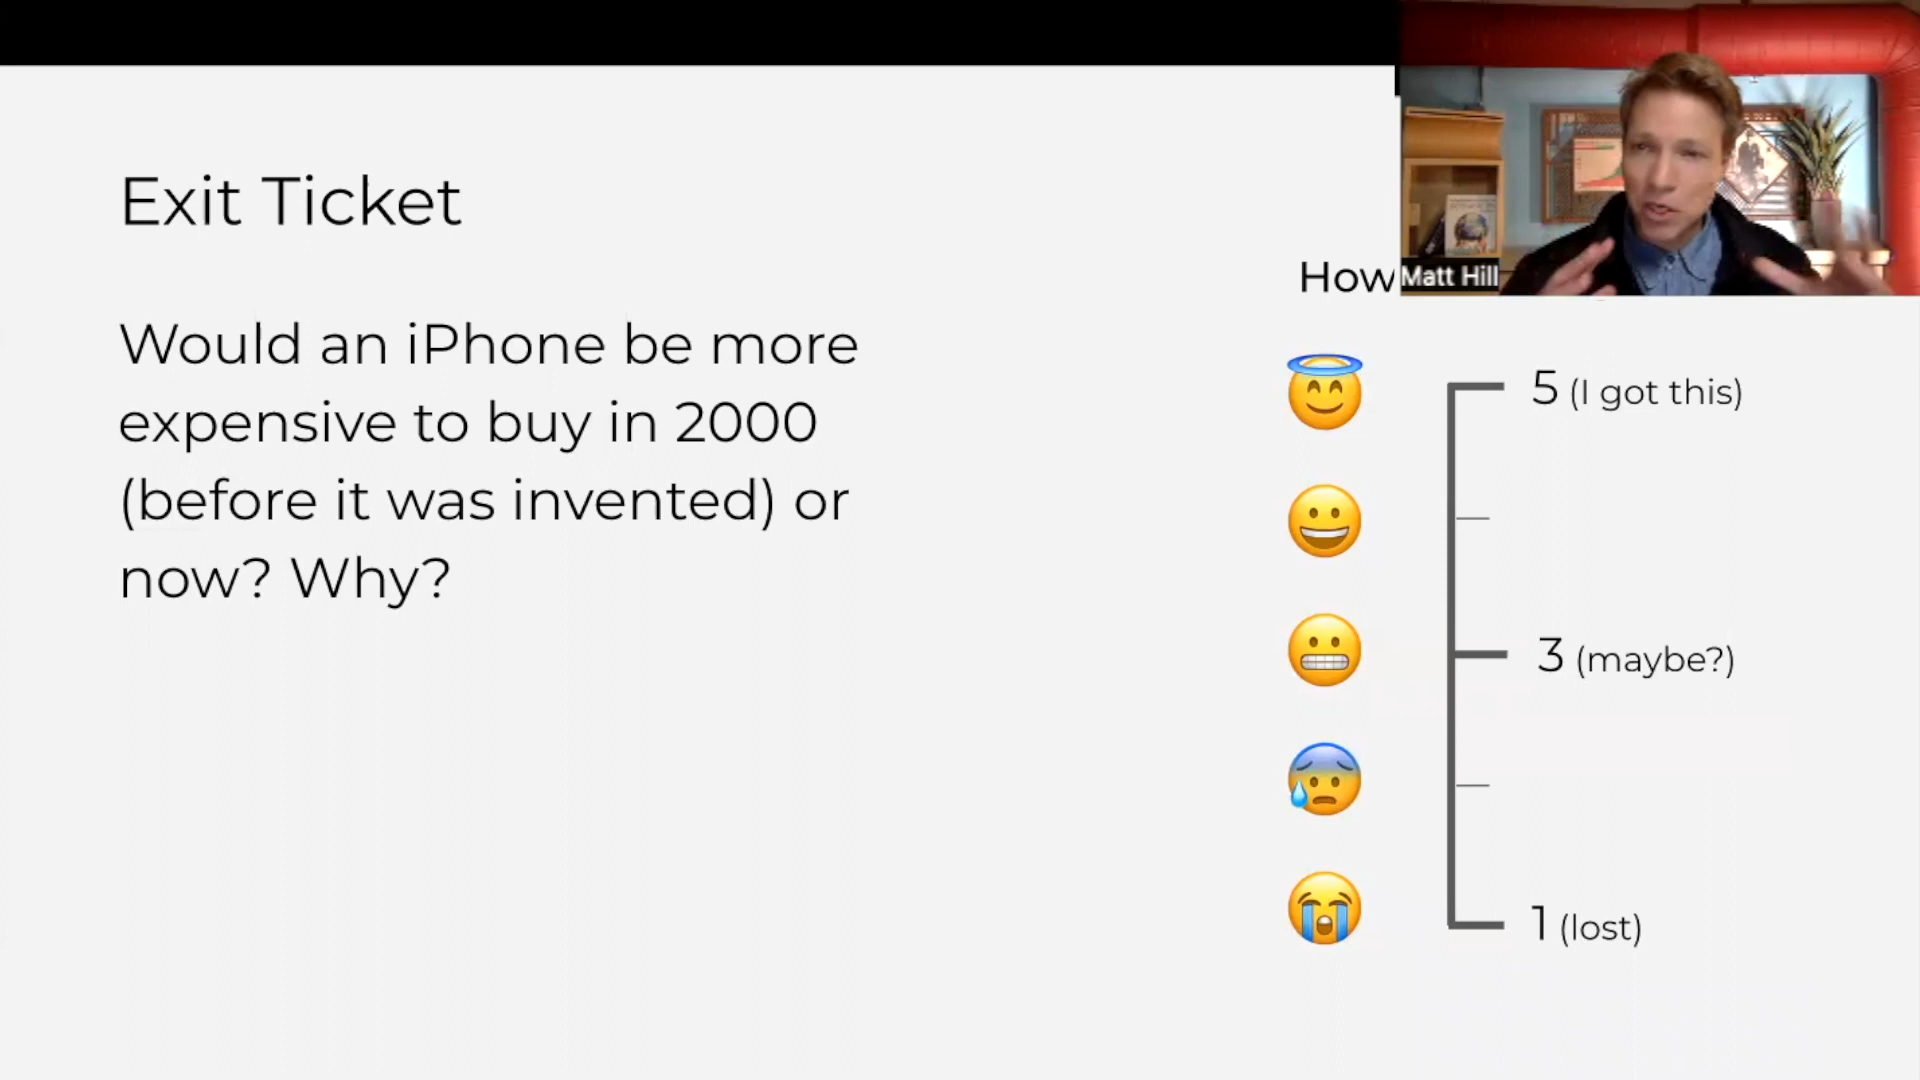 Exit Ticket
Would an iPhone be more
expensive to buy in 2000
(before it was invented) or
now? Why?
How
Matt Hill
5 (I got this)
3 (maybe?)
1 (lost)